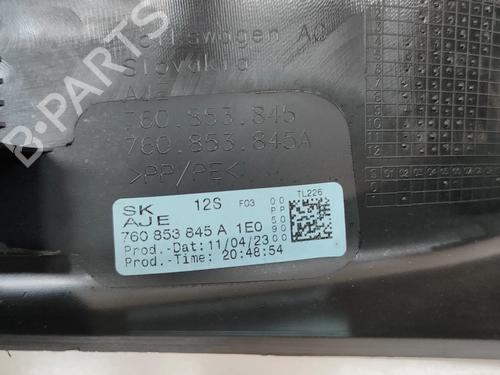 Volkswagen AG
Slovakia
AJE
760.853.845
760.853.845A
>PP/PE<
SK 12S F03 TL226
AJE
760 853 845 A 1E0
Prod.-Dat: 11/04/23
Prod.-Time: 20:48:54